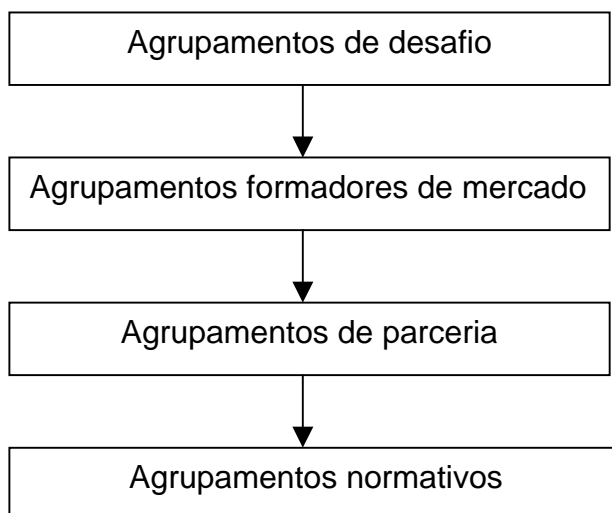 Agrupamentos de desafio
Agrupamentos formadores de mercado
Agrupamentos de parceria
Agrupamentos normativos